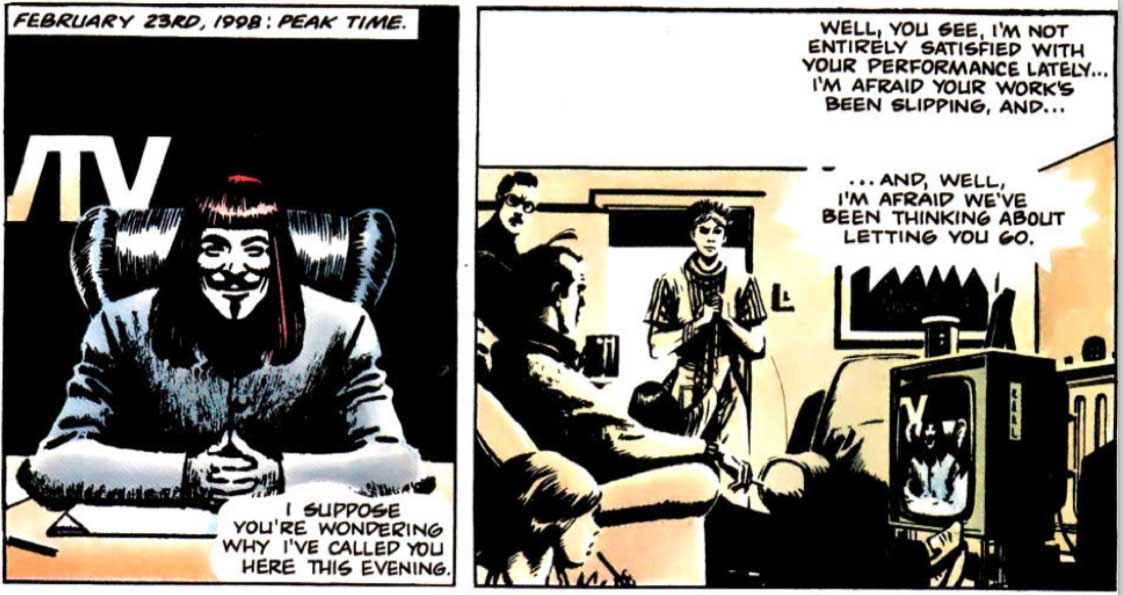 FEBRUARY 23RD, 1998: PEAK TIME.
VTV
I SUPPOSE
YOU'RE WONDERING
WHY I'VE CALLED YOU
HERE THIS EVENING.
WELL, YOU SEE, I'M NOT
ENTIRELY SATISFIED WITH
YOUR PERFORMANCE LATELY...
I'M AFRAID YOUR WORK'S
BEEN SLIPPING, AND...
...AND, WELL,
I'M AFRAID WE'VE
BEEN THINKING ABOUT
LETTING YOU GO.
TV